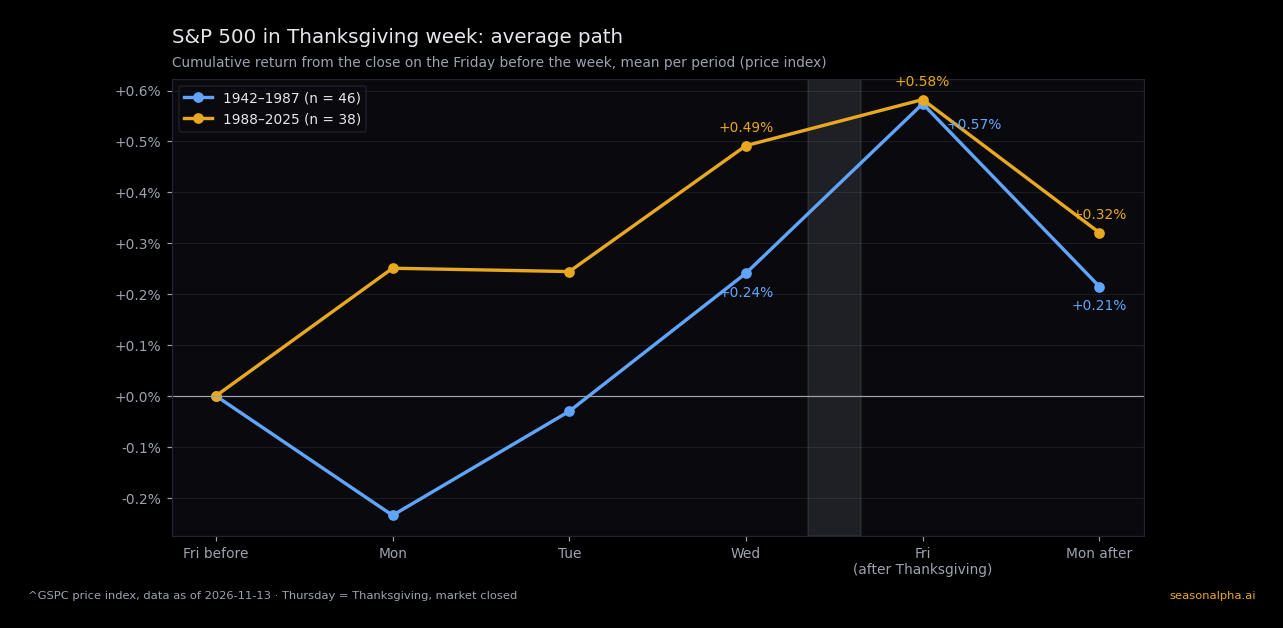 S&P 500 in Thanksgiving week: average path
Cumulative return from the close on the Friday before the week, mean per period (price index)
1942–1987 (n = 46)
1988–2025 (n = 38)
+0.6%
+0.5%
+0.4%
+0.3%
+0.2%
+0.1%
+0.0%
-0.1%
-0.2%
+0.49%
+0.58%
+0.32%
+0.24%
+0.57%
+0.21%
Fri before
Mon
Tue
Wed
Fri
(after Thanksgiving)
Mon after
^GSPC price index, data as of 2026-11-13 · Thursday = Thanksgiving, market closed
seasonalpha.ai